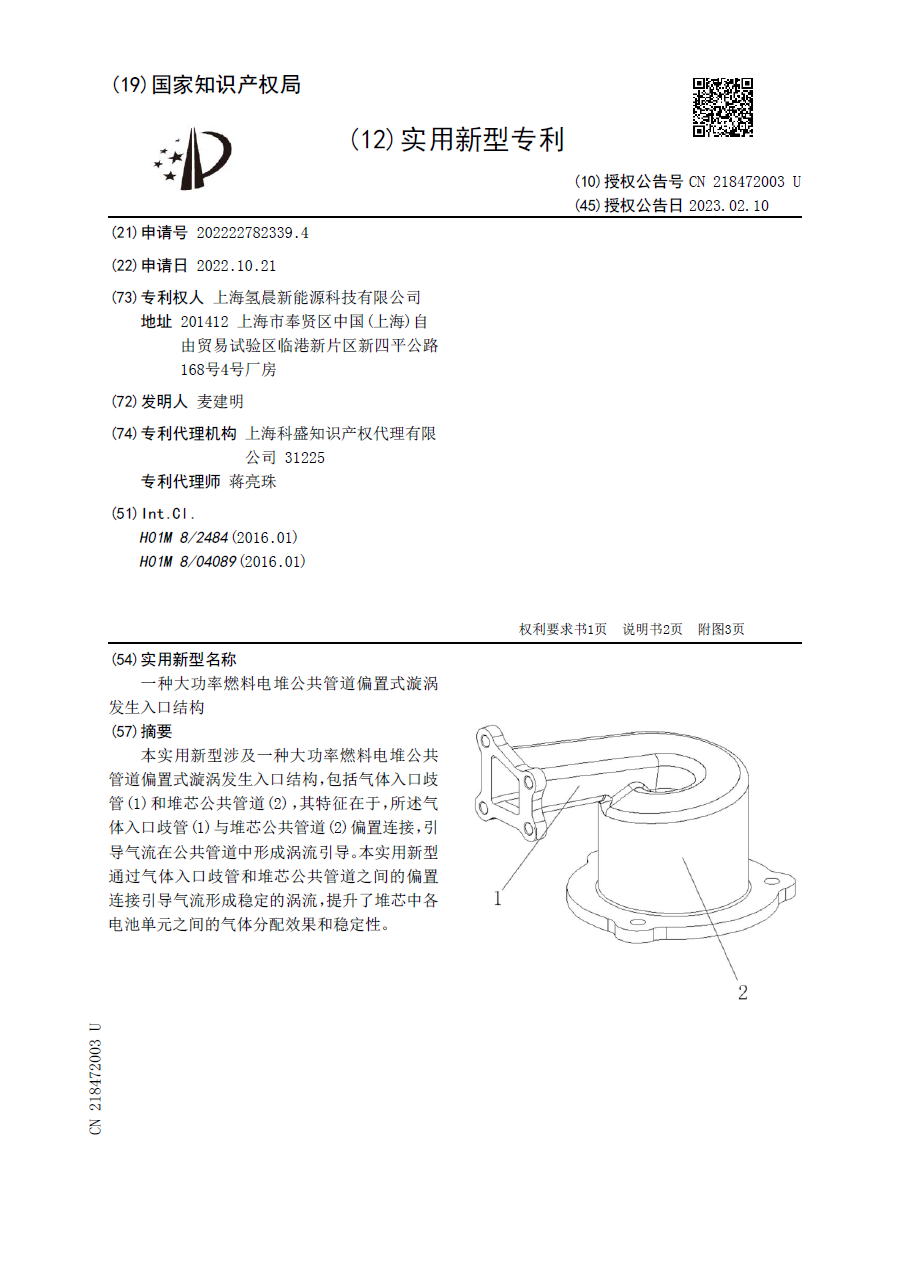 (19)国家知识产权局
(12)实用新型专利
(10)授权公告号 CN 218472003 U
(45)授权公告日 2023.02.10
(21)申请号 202222782339.4
(22)申请日 2022.10.21
(73)专利权人 上海氢晨新能源科技有限公司
地址 201412 上海市奉贤区中国(上海)自
由贸易试验区临港新片区新四平公路
168号4号厂房
(72)发明人 麦建明
(74)专利代理机构 上海科盛知识产权代理有限
公司 31225
专利代理师 蒋亮珠
(51)Int.Cl.
H01M 8/2484(2016.01)
H01M 8/04089(2016.01)
权利要求书1页 说明书2页 附图3页
(54)实用新型名称
一种大功率燃料电堆公共管道偏置式漩涡
发生入口结构
(57)摘要
本实用新型涉及一种大功率燃料电堆公共
管道偏置式漩涡发生入口结构,包括气体入口歧
管(1)和堆芯公共管道(2),其特征在于,所述气
体入口歧管(1)与堆芯公共管道(2)偏置连接,引
导气流在公共管道中形成涡流引导。本实用新型
通过气体入口歧管和堆芯公共管道之间的偏置
连接引导气流形成稳定的涡流,提升了堆芯中各
电池单元之间的气体分配效果和稳定性。
1
2
CN 218472003 U